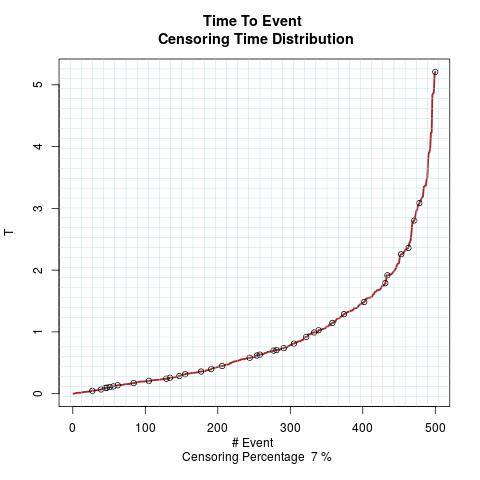 Time To Event
Censoring Time Distribution
5
4
3
2
1
0
T
0 100 200 300 400 500
# Event
Censoring Percentage 7 %